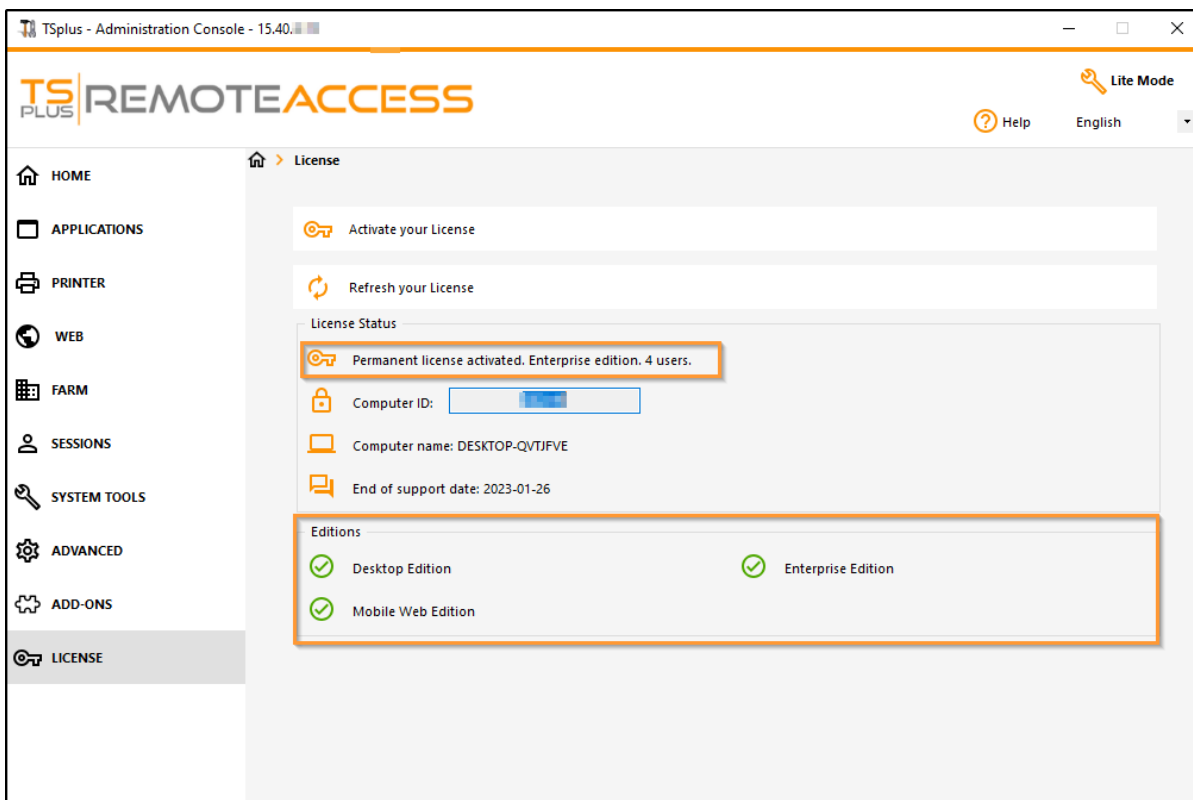 TSplus - Administration Console - 15.40.
TS PLUS REMOTEACCESS
Lite Mode
Help English
HOME
APPLICATIONS
PRINTER
WEB
FARM
SESSIONS
SYSTEM TOOLS
ADVANCED
ADD-ONS
LICENSE
License
Activate your License
Refresh your License
License Status
Permanent license activated. Enterprise edition. 4 users.
Computer ID:
Computer name: DESKTOP-QVTJFVE
End of support date: 2023-01-26
Editions
Desktop Edition Enterprise Edition
Mobile Web Edition